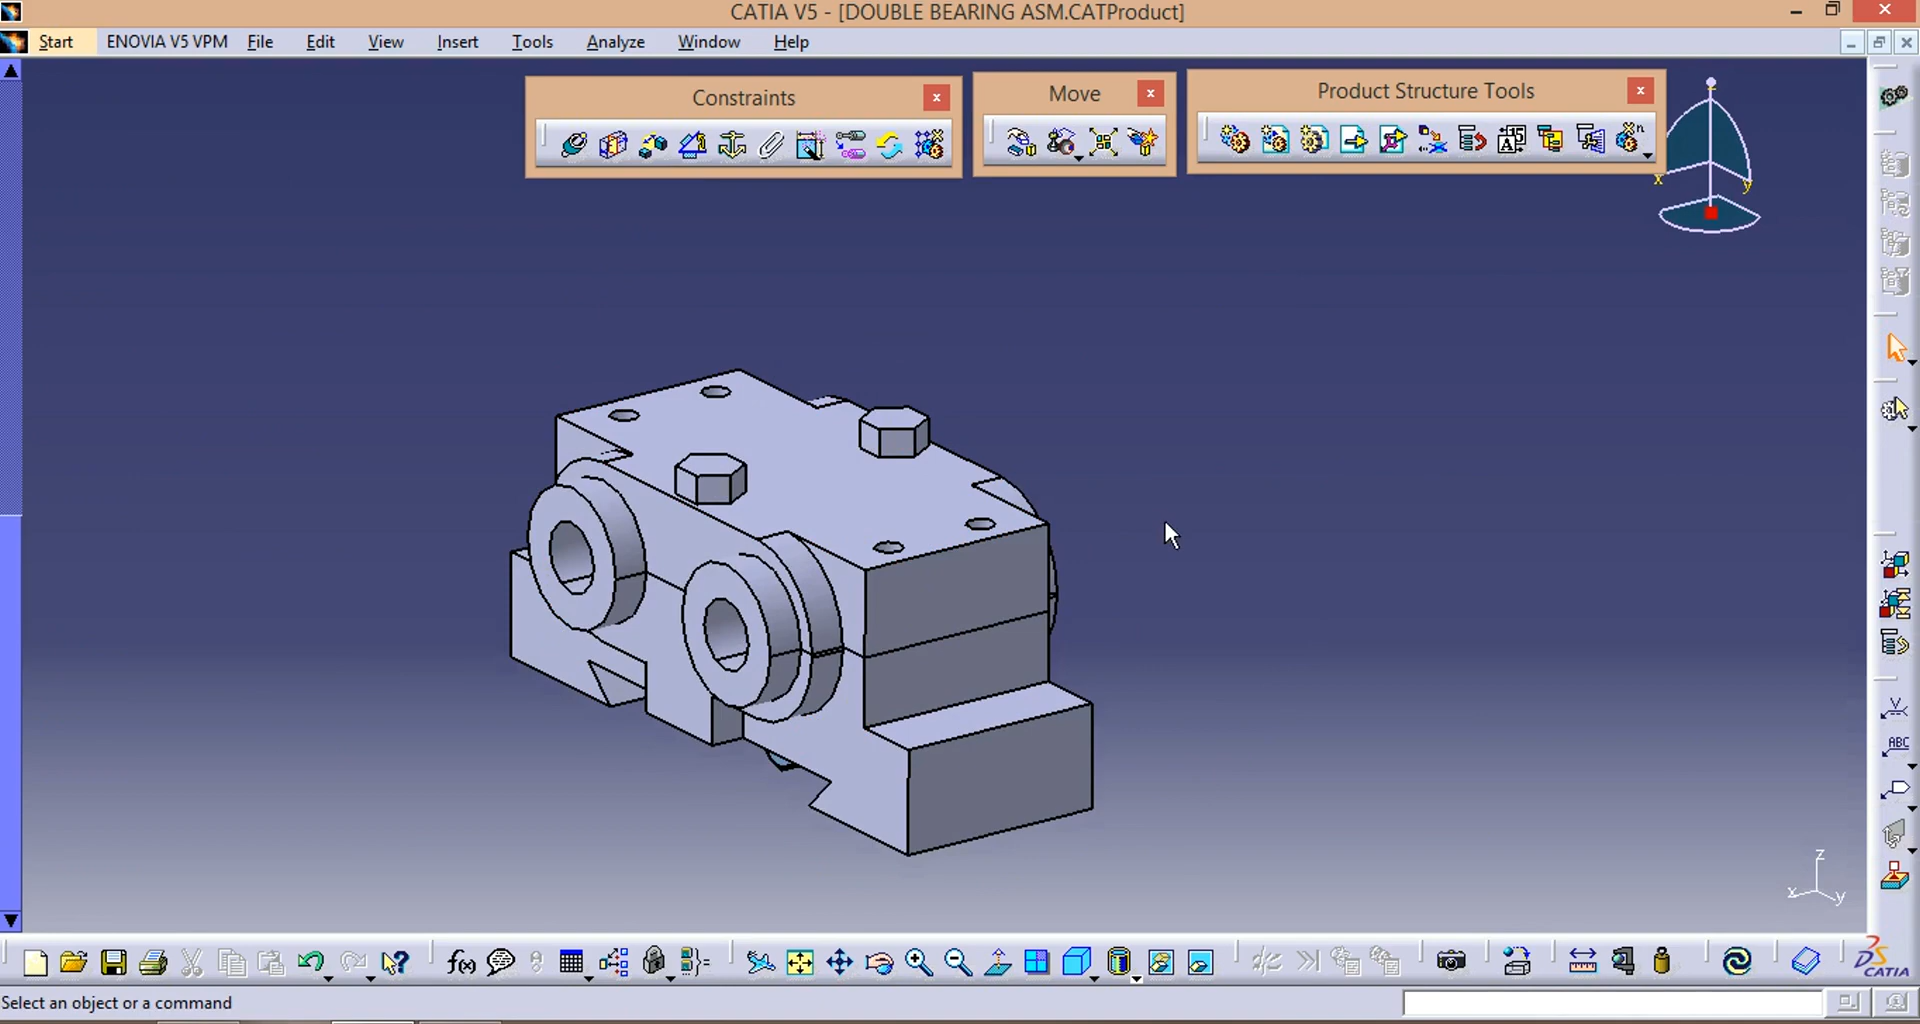 CATIA V5 - [DOUBLE BEARING ASM.CATProduct]
Start ENOVIA V5 VPM File Edit View Insert Tools Analyze Window Help
Constraints
Move
Product Structure Tools
z
x
y
ABC
z
x
y
f(x)
CATIA
Select an object or a command